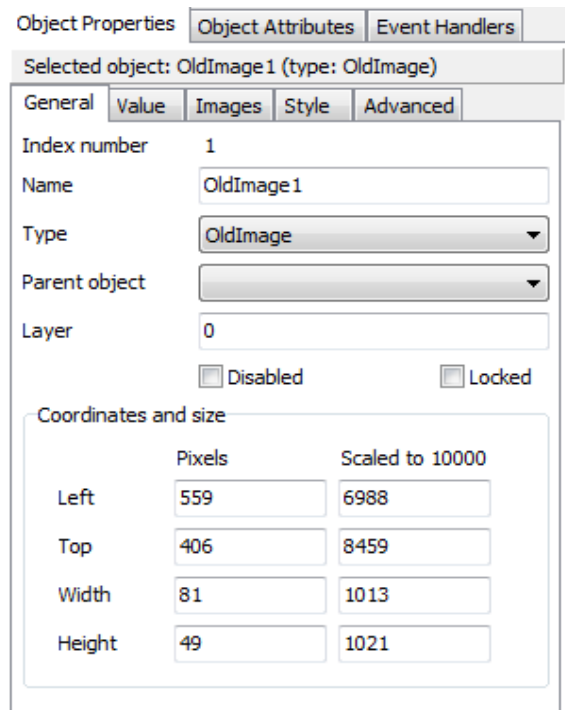 Object Properties Object Attributes Event Handlers
Selected object: OldImage1 (type: OldImage)
General Value Images Style Advanced
Index number 1
Name OldImage1
Type OldImage
Parent object
Layer 0
Disabled Locked
Coordinates and size
Pixels Scaled to 10000
Left 559 6988
Top 406 8459
Width 81 1013
Height 49 1021